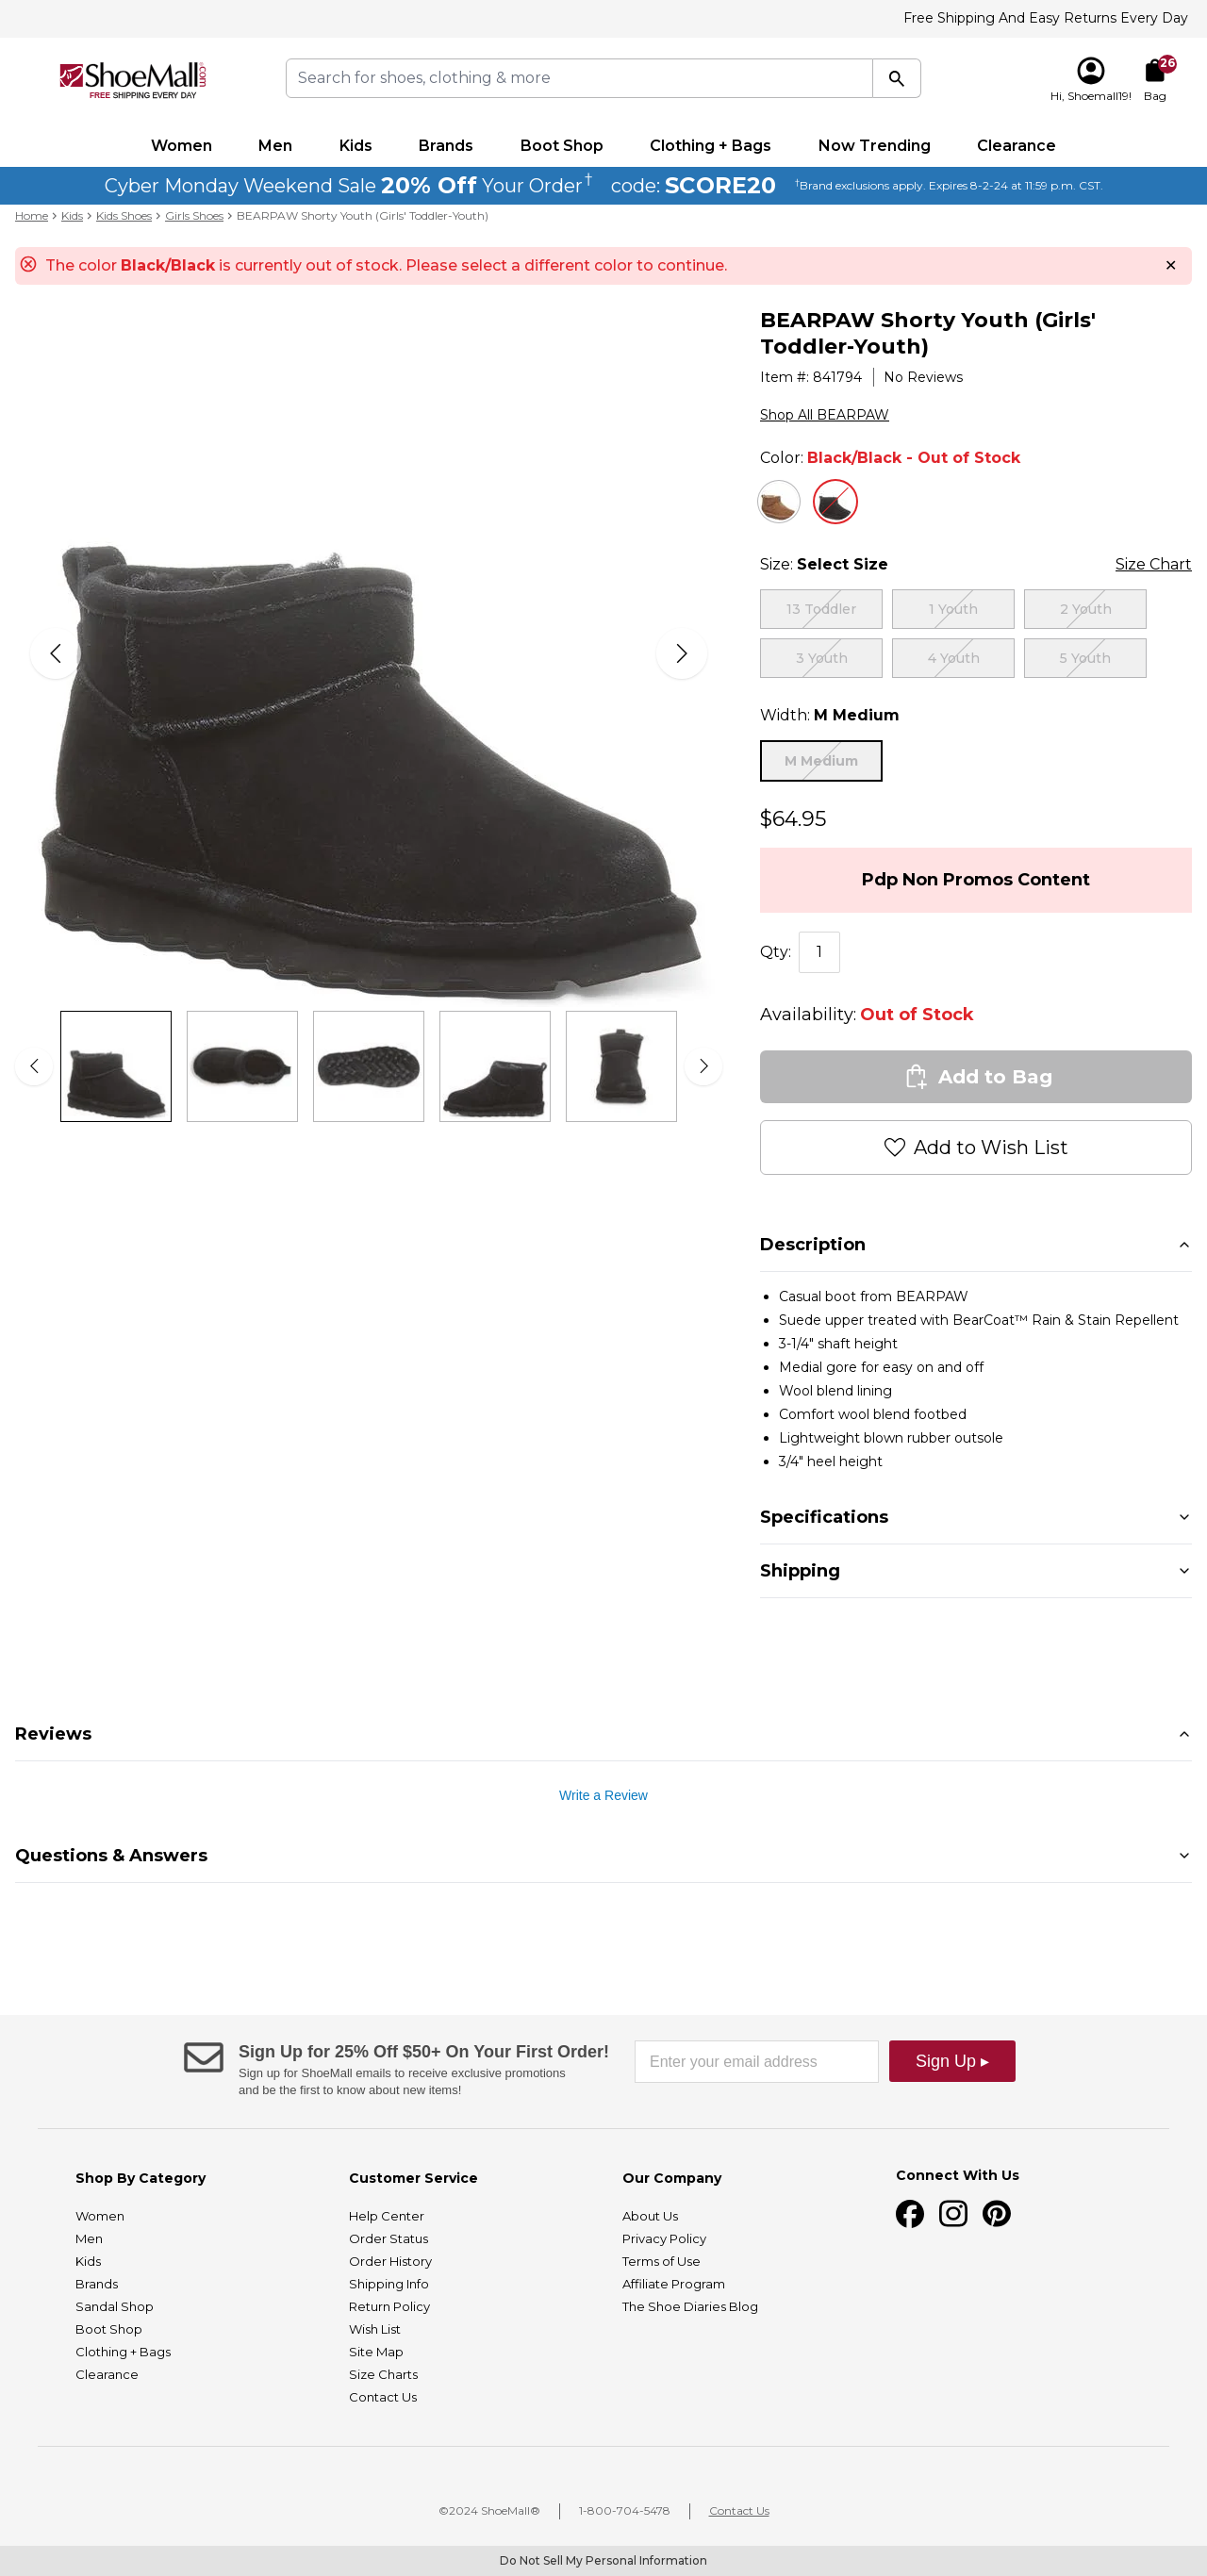 Free Shipping And Easy Returns Every Day
ShoeMall.com
FREE SHIPPING EVERY DAY
Search for shoes, clothing & more
26
Hi, Shoemall19!
Bag
Women
Men
Kids
Brands
Boot Shop
Clothing + Bags
Now Trending
Clearance
Cyber Monday Weekend Sale 20% Off Your Order† code: SCORE20 †Brand exclusions apply. Expires 8-2-24 at 11:59 p.m. CST.
Home > Kids > Kids Shoes > Girls Shoes > BEARPAW Shorty Youth (Girls' Toddler-Youth)
The color Black/Black is currently out of stock. Please select a different color to continue.
BEARPAW Shorty Youth (Girls'
Toddler-Youth)
Item #: 841794 | No Reviews
Shop All BEARPAW
Color: Black/Black - Out of Stock
Size: Select Size
Size Chart
13 Toddler
1 Youth
2 Youth
3 Youth
4 Youth
5 Youth
Width: M Medium
M Medium
$64.95
Pdp Non Promos Content
Qty: 1
Availability: Out of Stock
Add to Bag
Add to Wish List
Description
• Casual boot from BEARPAW
• Suede upper treated with BearCoat™ Rain & Stain Repellent
• 3-1/4" shaft height
• Medial gore for easy on and off
• Wool blend lining
• Comfort wool blend footbed
• Lightweight blown rubber outsole
• 3/4" heel height
Specifications
Shipping
Reviews
Write a Review
Questions & Answers
Sign Up for 25% Off $50+ On Your First Order!
Sign up for ShoeMall emails to receive exclusive promotions
and be the first to know about new items!
Enter your email address
Sign Up ▸
Shop By Category
Women
Men
Kids
Brands
Sandal Shop
Boot Shop
Clothing + Bags
Clearance
Customer Service
Help Center
Order Status
Order History
Shipping Info
Return Policy
Wish List
Site Map
Size Charts
Contact Us
Our Company
About Us
Privacy Policy
Terms of Use
Affiliate Program
The Shoe Diaries Blog
Connect With Us
©2024 ShoeMall® | 1-800-704-5478 | Contact Us
Do Not Sell My Personal Information